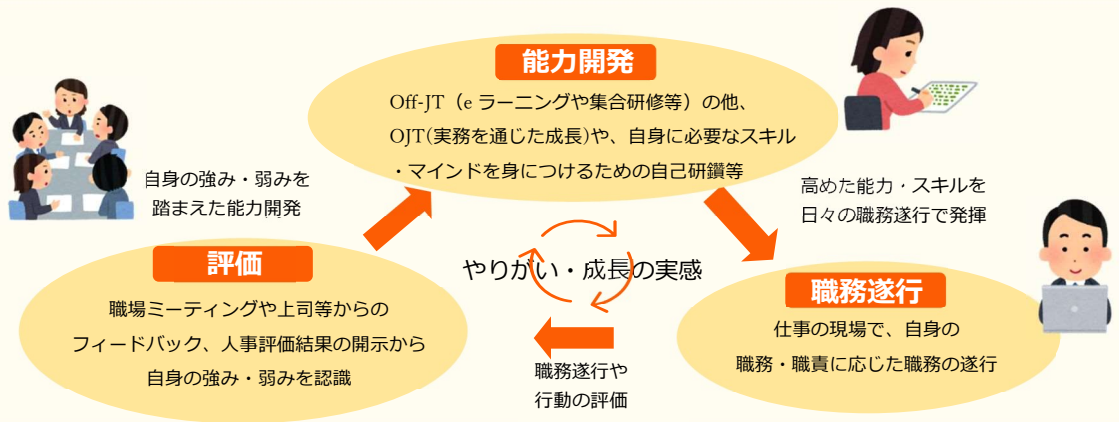 能力開発
Off-JT（e ラーニングや集合研修等）の他、
OJT(実務を通じた成長)や、自身に必要なスキル
・マインドを身につけるための自己研鑽等
自身の強み・弱みを
踏まえた能力開発
高めた能力・スキルを
日々の職務遂行で発揮
評価
職場ミーティングや上司等からの
フィードバック、人事評価結果の開示から
自身の強み・弱みを認識
やりがい・成長の実感
職務遂行
仕事の現場で、自身の
職務・職責に応じた職務の遂行
職務遂行や
行動の評価